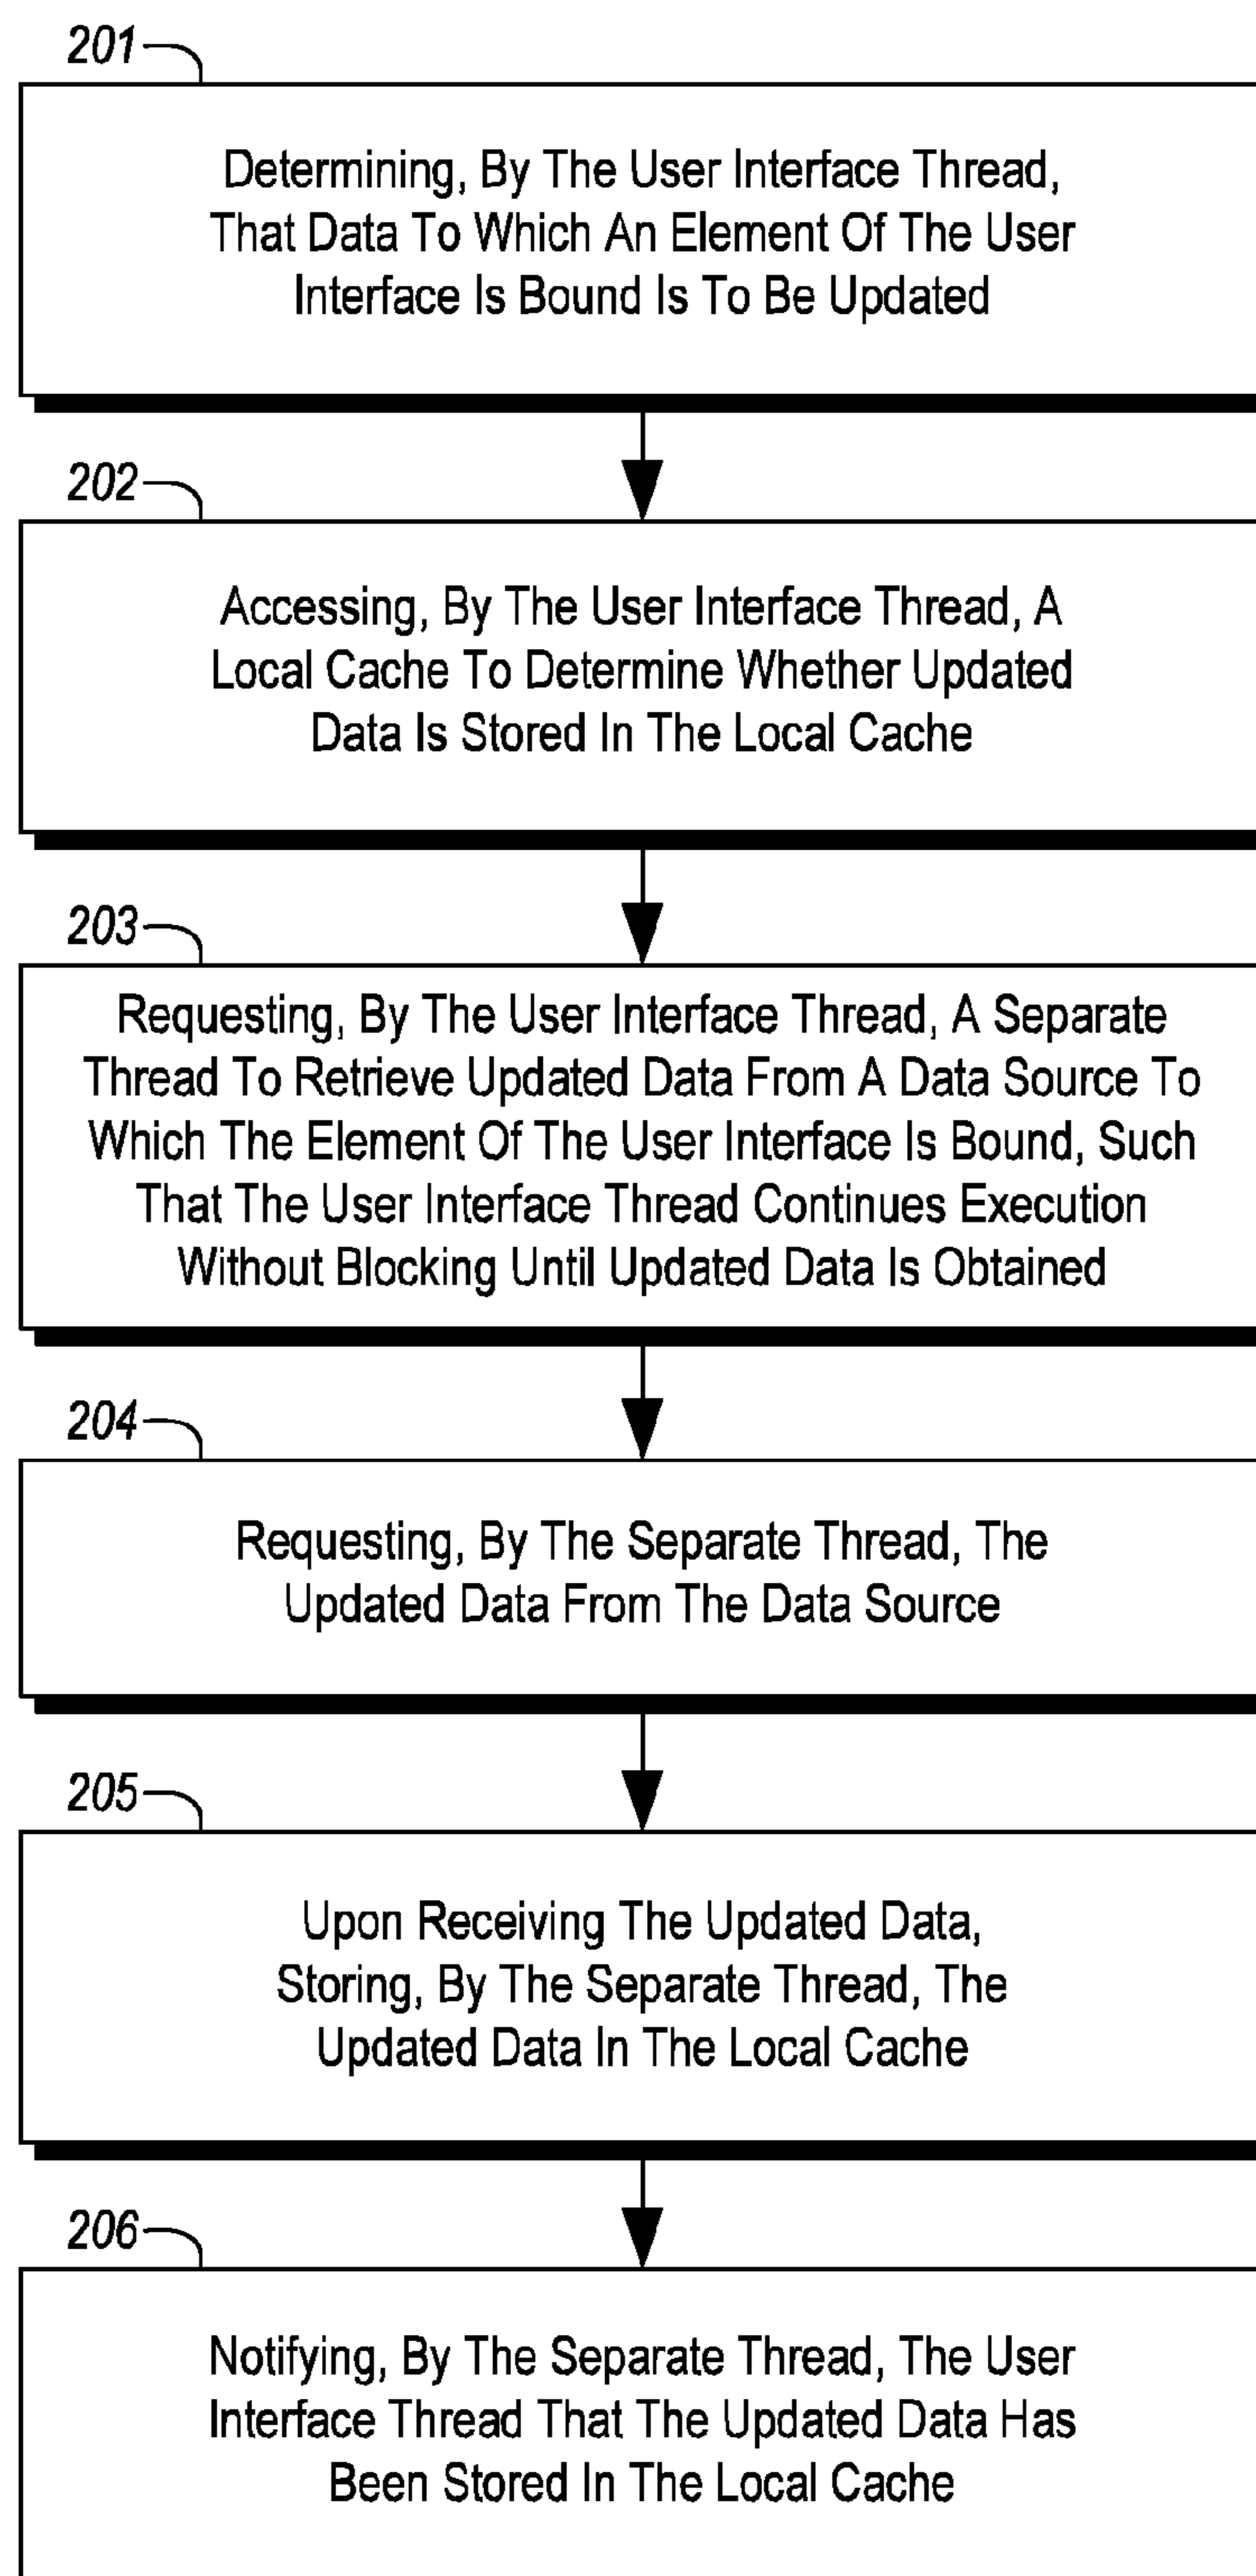 201
Determining, By The User Interface Thread,
That Data To Which An Element Of The User
Interface Is Bound Is To Be Updated
202
Accessing, By The User Interface Thread, A
Local Cache To Determine Whether Updated
Data Is Stored In The Local Cache
203
Requesting, By The User Interface Thread, A Separate
Thread To Retrieve Updated Data From A Data Source To
Which The Element Of The User Interface Is Bound, Such
That The User Interface Thread Continues Execution
Without Blocking Until Updated Data Is Obtained
204
Requesting, By The Separate Thread, The
Updated Data From The Data Source
205
Upon Receiving The Updated Data,
Storing, By The Separate Thread, The
Updated Data In The Local Cache
206
Notifying, By The Separate Thread, The User
Interface Thread That The Updated Data Has
Been Stored In The Local Cache